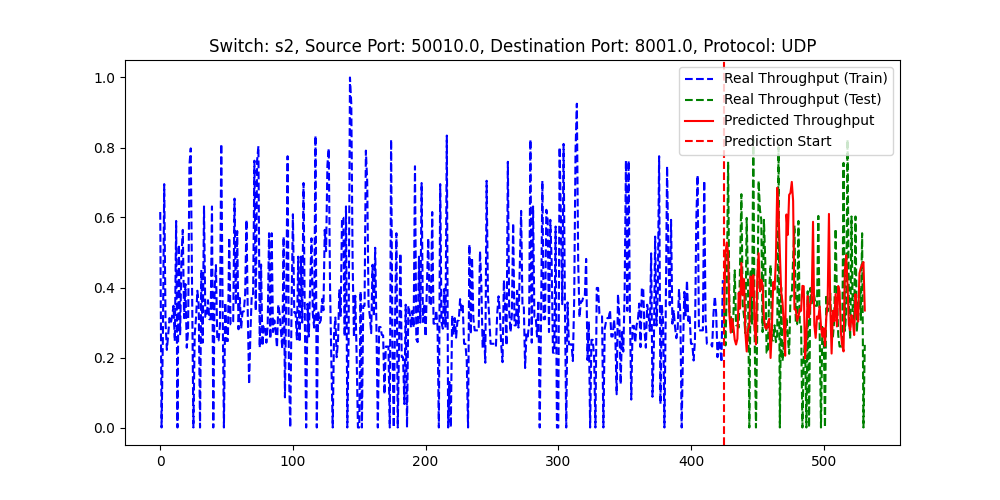 Switch: s2, Source Port: 50010.0, Destination Port: 8001.0, Protocol: UDP
1.0
0.8
0.6
0.4
0.2
0.0
0
100
200
300
400
500
Real Throughput (Train)
Real Throughput (Test)
Predicted Throughput
Prediction Start